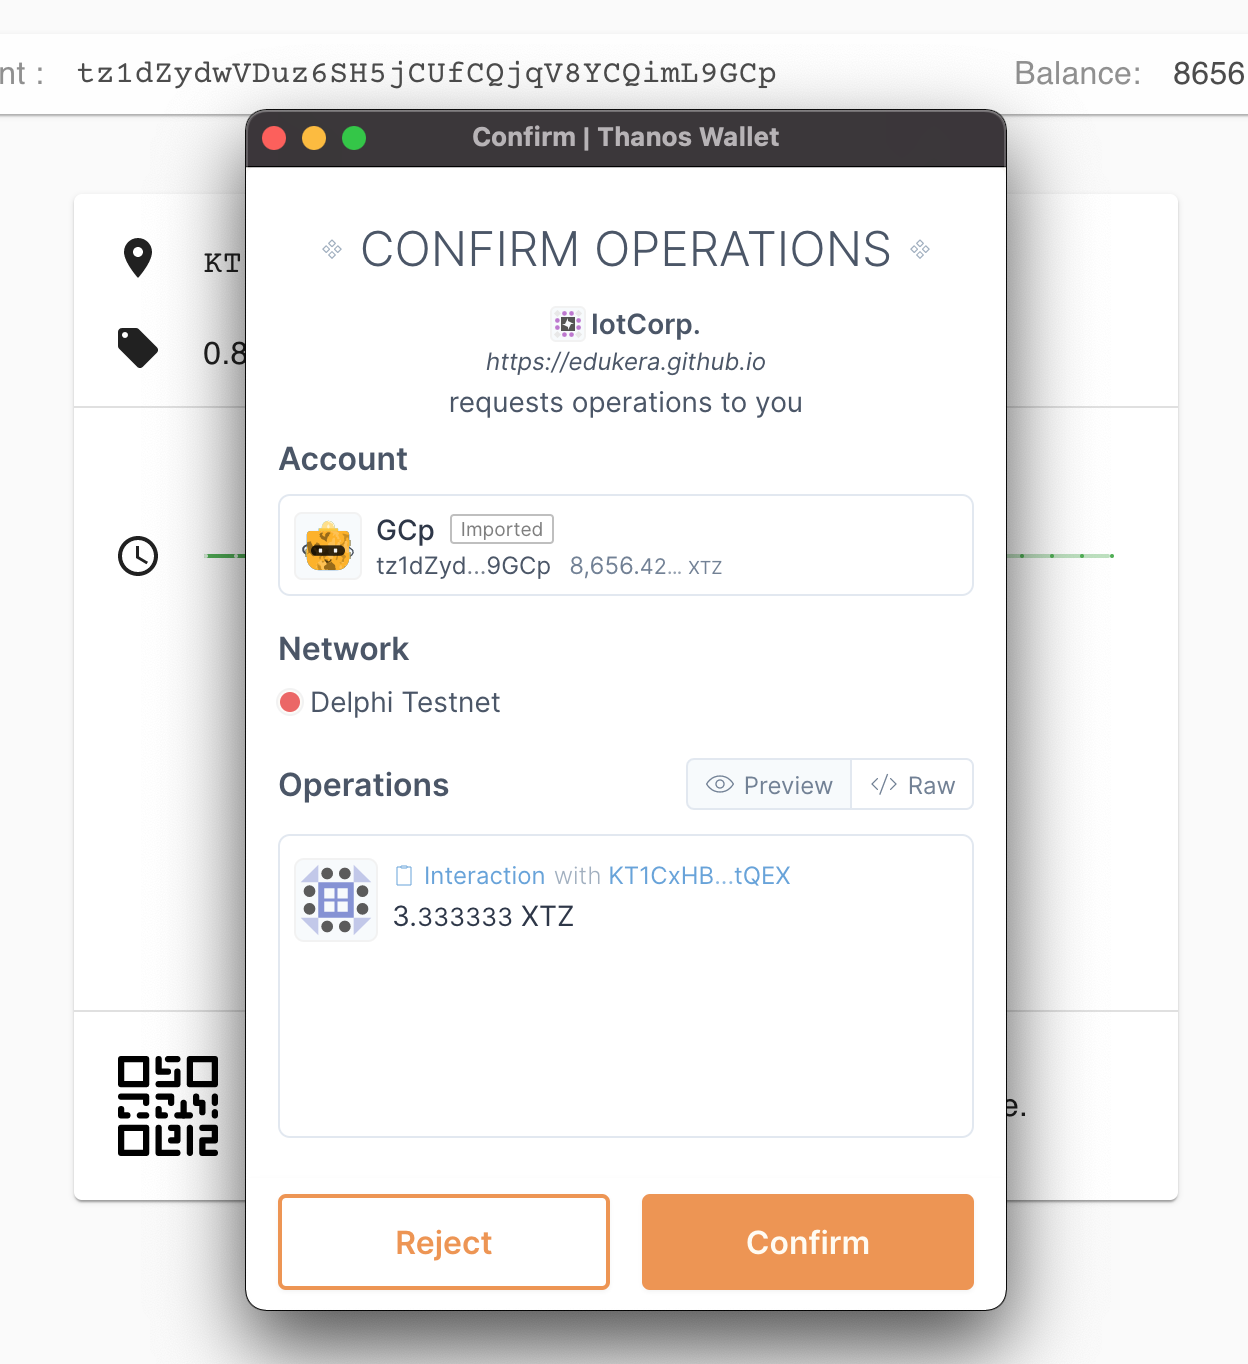 nt : tz1dZydwVDuz6SH5jCUfCQjqV8YCQimL9GCp Balance: 8656
Confirm | Thanos Wallet
CONFIRM OPERATIONS
IotCorp.
https://edukera.github.io
requests operations to you
KT
0.8
Account
GCp Imported
tz1dZyd...9GCp 8,656.42... XTZ
Network
Delphi Testnet
Operations Preview </> Raw
Interaction with KT1CxHB...tQEX
3.333333 XTZ
e.
Reject Confirm